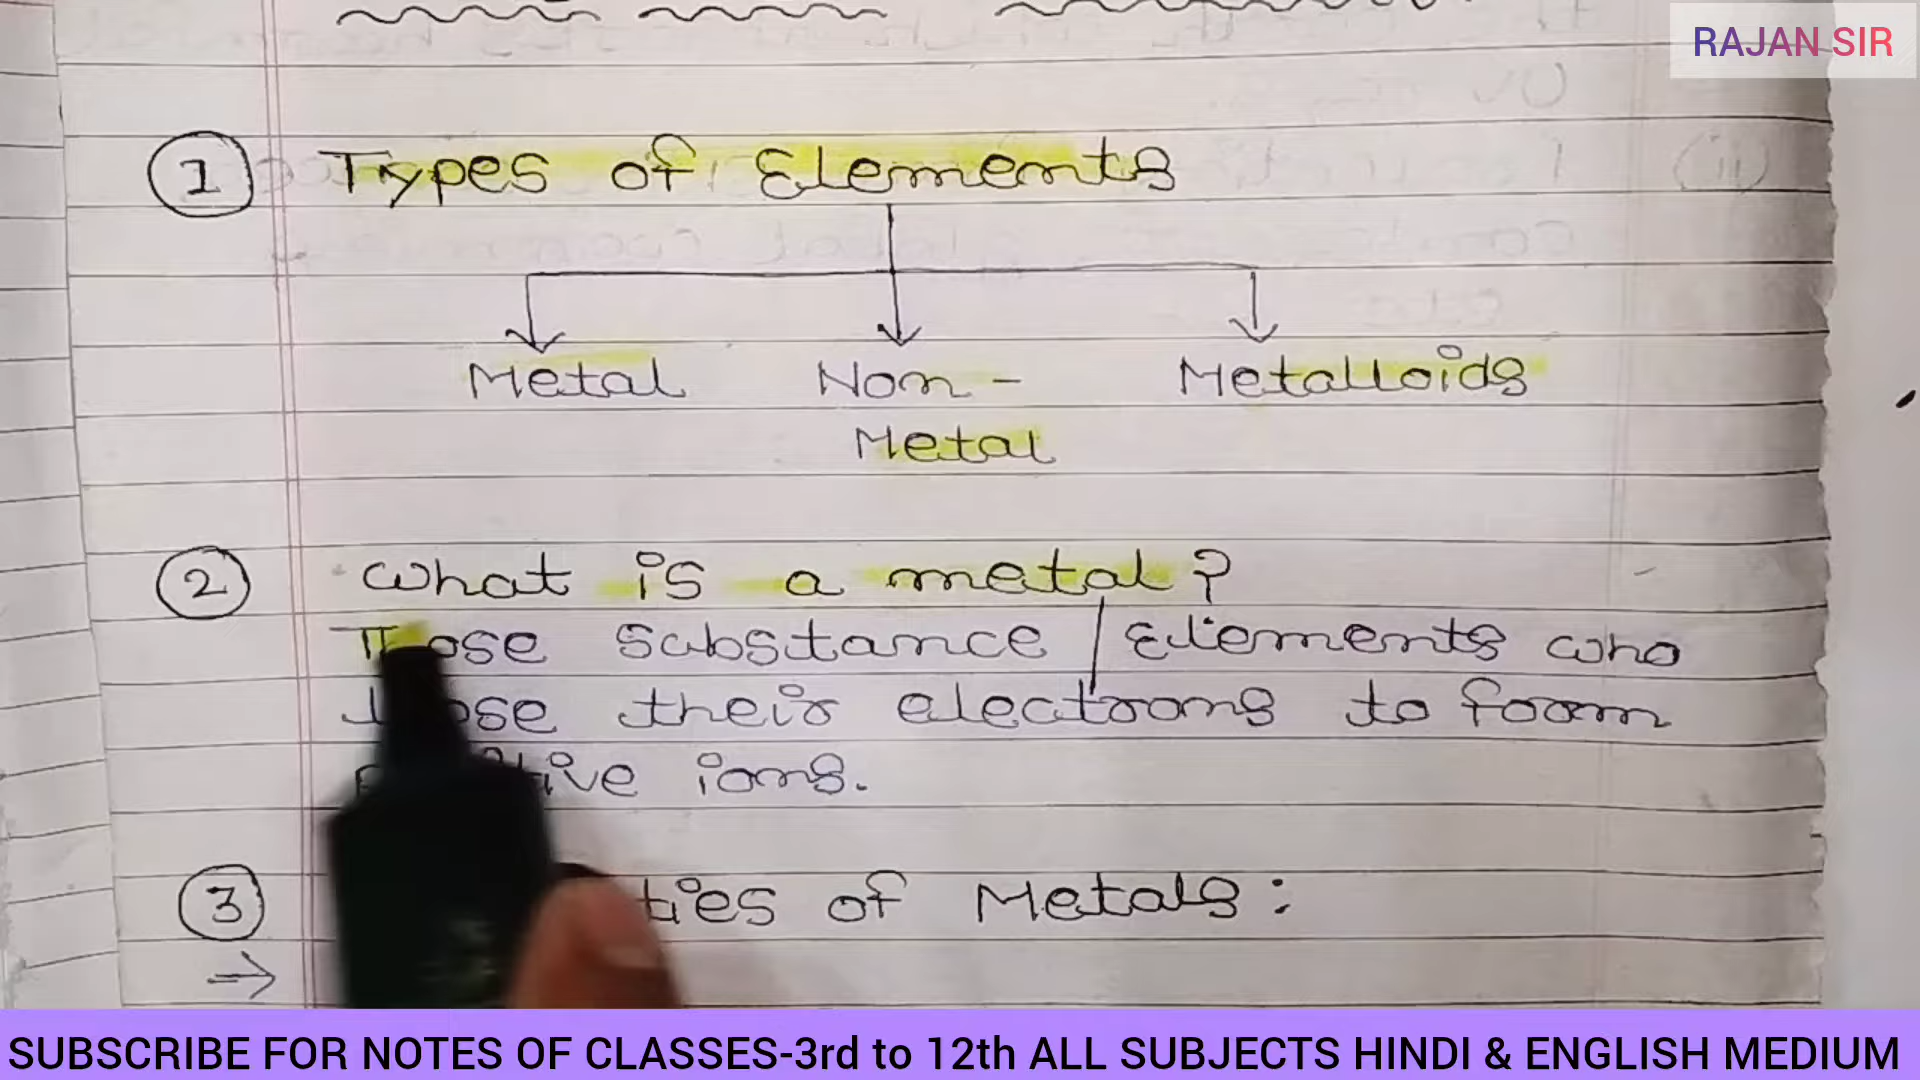 RAJAN SIR
1 Types of Elements
Metal Non- Metalloids
Metal
2 What is a metal?
Those substance / Elements who
loose their electrons to form
positive ions.
3 ties of Metals:
→
SUBSCRIBE FOR NOTES OF CLASSES-3rd to 12th ALL SUBJECTS HINDI & ENGLISH MEDIUM